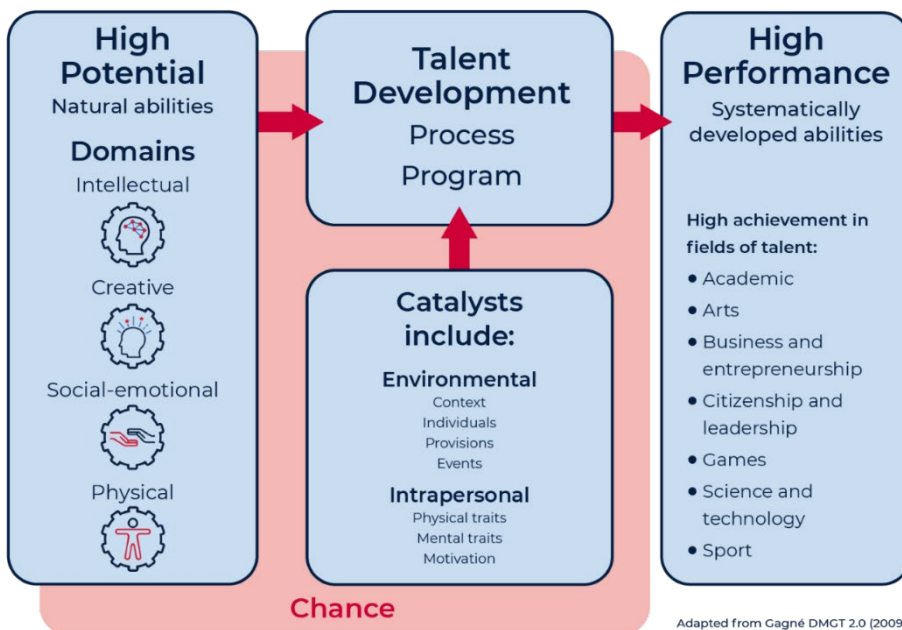 High
Potential
Natural abilities
Domains
Intellectual
Creative
Social-emotional
Physical
Talent
Development
Process
Program
Catalysts
include:
Environmental
Context
Individuals
Provisions
Events
Intrapersonal
Physical traits
Mental traits
Motivation
Chance
High
Performance
Systematically
developed abilities
High achievement in
fields of talent:
• Academic
• Arts
• Business and
entrepreneurship
• Citizenship and
leadership
• Games
• Science and
technology
• Sport
Adapted from Gagné DMGT 2.0 (2009